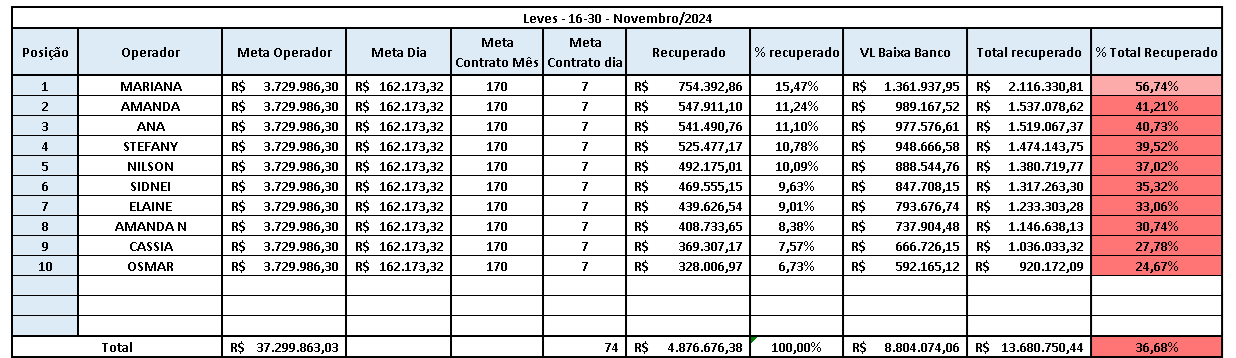 Leves - 16-30 - Novembro/2024
Posição Operador Meta Operador Meta Dia Meta Contrato Mês Meta Contrato dia Recuperado % recuperado VL Baixa Banco Total recuperado % Total Recuperado
1 MARIANA R$ 3.729.986,30 R$ 162.173,32 170 7 R$ 754.392,86 15,47% R$ 1.361.937,95 R$ 2.116.330,81 56,74%
2 AMANDA R$ 3.729.986,30 R$ 162.173,32 170 7 R$ 547.911,10 11,24% R$ 989.167,52 R$ 1.537.078,62 41,21%
3 ANA R$ 3.729.986,30 R$ 162.173,32 170 7 R$ 541.490,76 11,10% R$ 977.576,61 R$ 1.519.067,37 40,73%
4 STEFANY R$ 3.729.986,30 R$ 162.173,32 170 7 R$ 525.477,17 10,78% R$ 948.666,58 R$ 1.474.143,75 39,52%
5 NILSON R$ 3.729.986,30 R$ 162.173,32 170 7 R$ 492.175,01 10,09% R$ 888.544,76 R$ 1.380.719,77 37,02%
6 SIDNEI R$ 3.729.986,30 R$ 162.173,32 170 7 R$ 469.555,15 9,63% R$ 847.708,15 R$ 1.317.263,30 35,32%
7 ELAINE R$ 3.729.986,30 R$ 162.173,32 170 7 R$ 439.626,54 9,01% R$ 793.676,74 R$ 1.233.303,28 33,06%
8 AMANDA N R$ 3.729.986,30 R$ 162.173,32 170 7 R$ 408.733,65 8,38% R$ 737.904,48 R$ 1.146.638,13 30,74%
9 CASSIA R$ 3.729.986,30 R$ 162.173,32 170 7 R$ 369.307,17 7,57% R$ 666.726,15 R$ 1.036.033,32 27,78%
10 OSMAR R$ 3.729.986,30 R$ 162.173,32 170 7 R$ 328.006,97 6,73% R$ 592.165,12 R$ 920.172,09 24,67%
Total R$ 37.299.863,03 74 R$ 4.876.676,38 100,00% R$ 8.804.074,06 R$ 13.680.750,44 36,68%